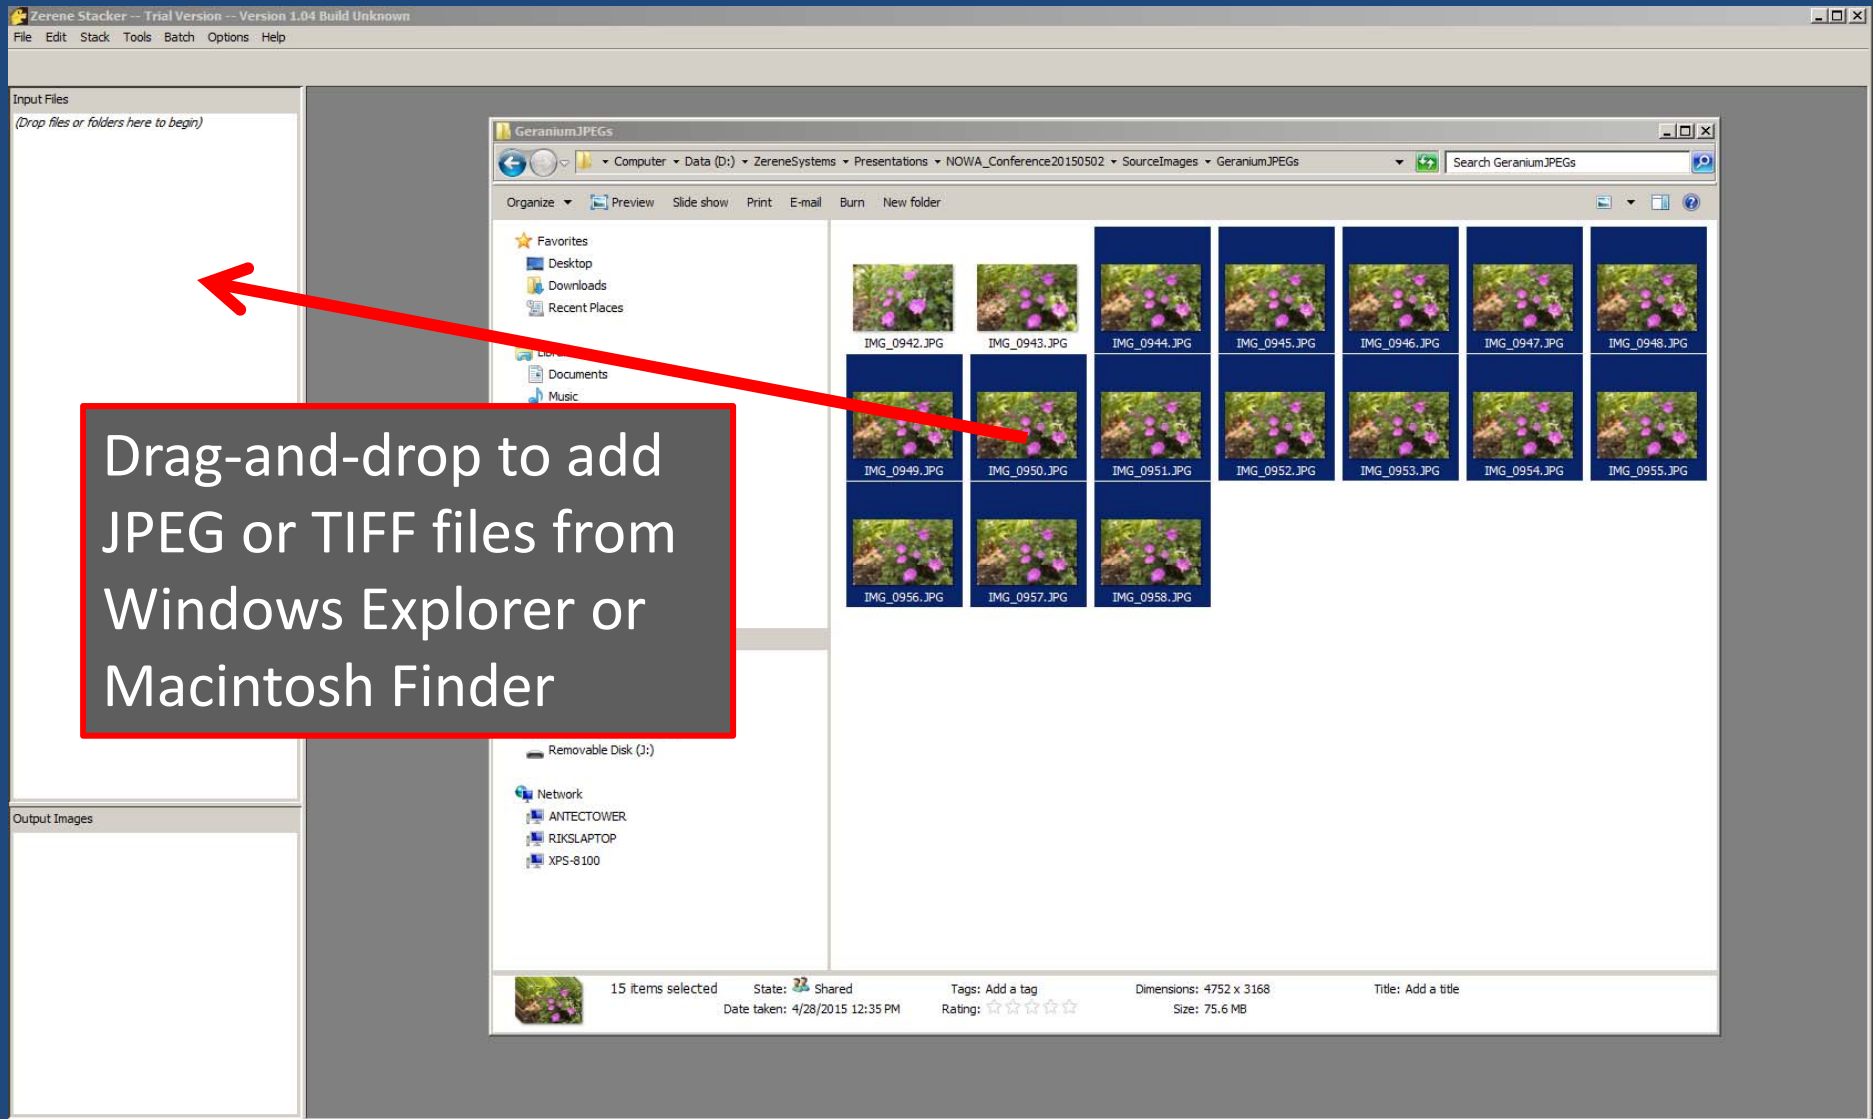 Zerene Stacker -- Trial Version -- Version 1.04 Build Unknown
File Edit Stack Tools Batch Options Help
Input Files
(Drop files or folders here to begin)
GeraniumJPEGs
Computer Data (D:) ZereneSystems Presentations NOWA_Conference20150502 SourceImages GeraniumJPEGs
Search GeraniumJPEGs
Organize Preview Slide show Print E-mail Burn New folder
Favorites
Desktop
Downloads
Recent Places
Documents
Music
IMG_0942.JPG IMG_0943.JPG IMG_0944.JPG IMG_0945.JPG IMG_0946.JPG IMG_0947.JPG IMG_0948.JPG
IMG_0949.JPG IMG_0950.JPG IMG_0951.JPG IMG_0952.JPG IMG_0953.JPG IMG_0954.JPG IMG_0955.JPG
IMG_0956.JPG IMG_0957.JPG IMG_0958.JPG
Drag-and-drop to add
JPEG or TIFF files from
Windows Explorer or
Macintosh Finder
Removable Disk (J:)
Network
ANTECTOWER
RIKSLAPTOP
XPS-8100
Output Images
15 items selected State: Shared Tags: Add a tag Dimensions: 4752 x 3168 Title: Add a title
Date taken: 4/28/2015 12:35 PM Rating: Size: 75.6 MB